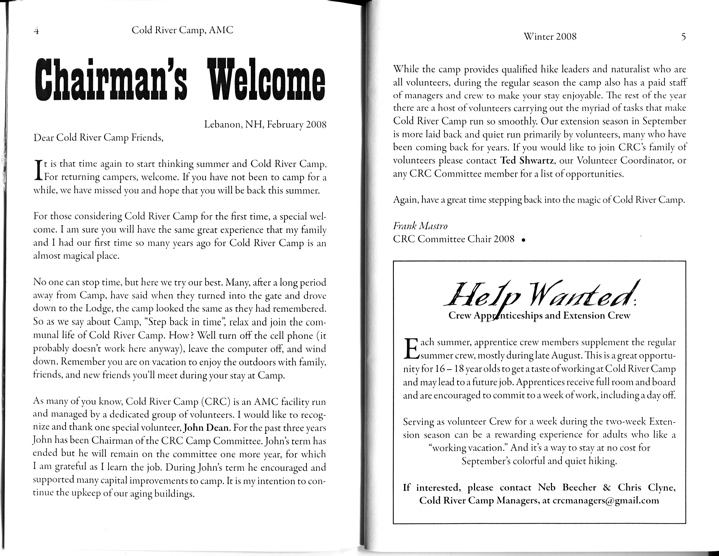 4
Cold River Camp, AMC
Chairman's Welcome
Lebanon, NH, February 2008
Dear Cold River Camp Friends,
It is that time again to start thinking summer and Cold River Camp.
For returning campers, welcome. If you have not been to camp for a
while, we have missed you and hope that you will be back this summer.
For those considering Cold River Camp for the first time, a special wel-
come. I am sure you will have the same great experience that my family
and I had our first time so many years ago for Cold River Camp is an
almost magical place.
No one can stop time, but here we try our best. Many, after a long period
away from Camp, have said when they turned into the gate and drove
down to the Lodge, the camp looked the same as they had remembered.
So as we say about Camp, "Step back in time", relax and join the com-
munal life of Cold River Camp. How? Well turn off the cell phone (it
probably doesn't work here anyway), leave the computer off, and wind
down. Remember you are on vacation to enjoy the outdoors with family,
friends, and new friends you'll meet during your stay at Camp.
As many of you know, Cold River Camp (CRC) is an AMC facility run
and managed by a dedicated group of volunteers. I would like to recog-
nize and thank one special volunteer, John Dean. For the past three years
John has been Chairman of the CRC Camp Committee. John's term has
ended but he will remain on the committee one more year, for which
I am grateful as I learn the job. During John's term he encouraged and
supported many capital improvements to camp. It is my intention to con-
tinue the upkeep of our aging buildings.
Winter 2008
5
While the camp provides qualified hike leaders and naturalist who are
all volunteers, during the regular season the camp also has a paid staff
of managers and crew to make your stay enjoyable. The rest of the year
there are a host of volunteers carrying out the myriad of tasks that make
Cold River Camp run so smoothly. Our extension season in September
is more laid back and quiet run primarily by volunteers, many who have
been coming back for years. If you would like to join CRC's family of
volunteers please contact Ted Shwartz, our Volunteer Coordinator, or
any CRC Committee member for a list of opportunities.
Again, have a great time stepping back into the magic of Cold River Camp.
Frank Mastro
CRC Committee Chair 2008 •
Help Wanted:
Crew Apprenticeships and Extension Crew
Each summer, apprentice crew members supplement the regular
summer crew, mostly during late August. This is a great opportu-
nity for 16 – 18 year olds to get a taste of working at Cold River Camp
and may lead to a future job. Apprentices receive full room and board
and are encouraged to commit to a week of work, including a day off.
Serving as volunteer Crew for a week during the two-week Exten-
sion season can be a rewarding experience for adults who like a
"working vacation." And it's a way to stay at no cost for
September's colorful and quiet hiking.
If interested, please contact Neb Beecher & Chris Clyne,
Cold River Camp Managers, at crcmanagers@gmail.com